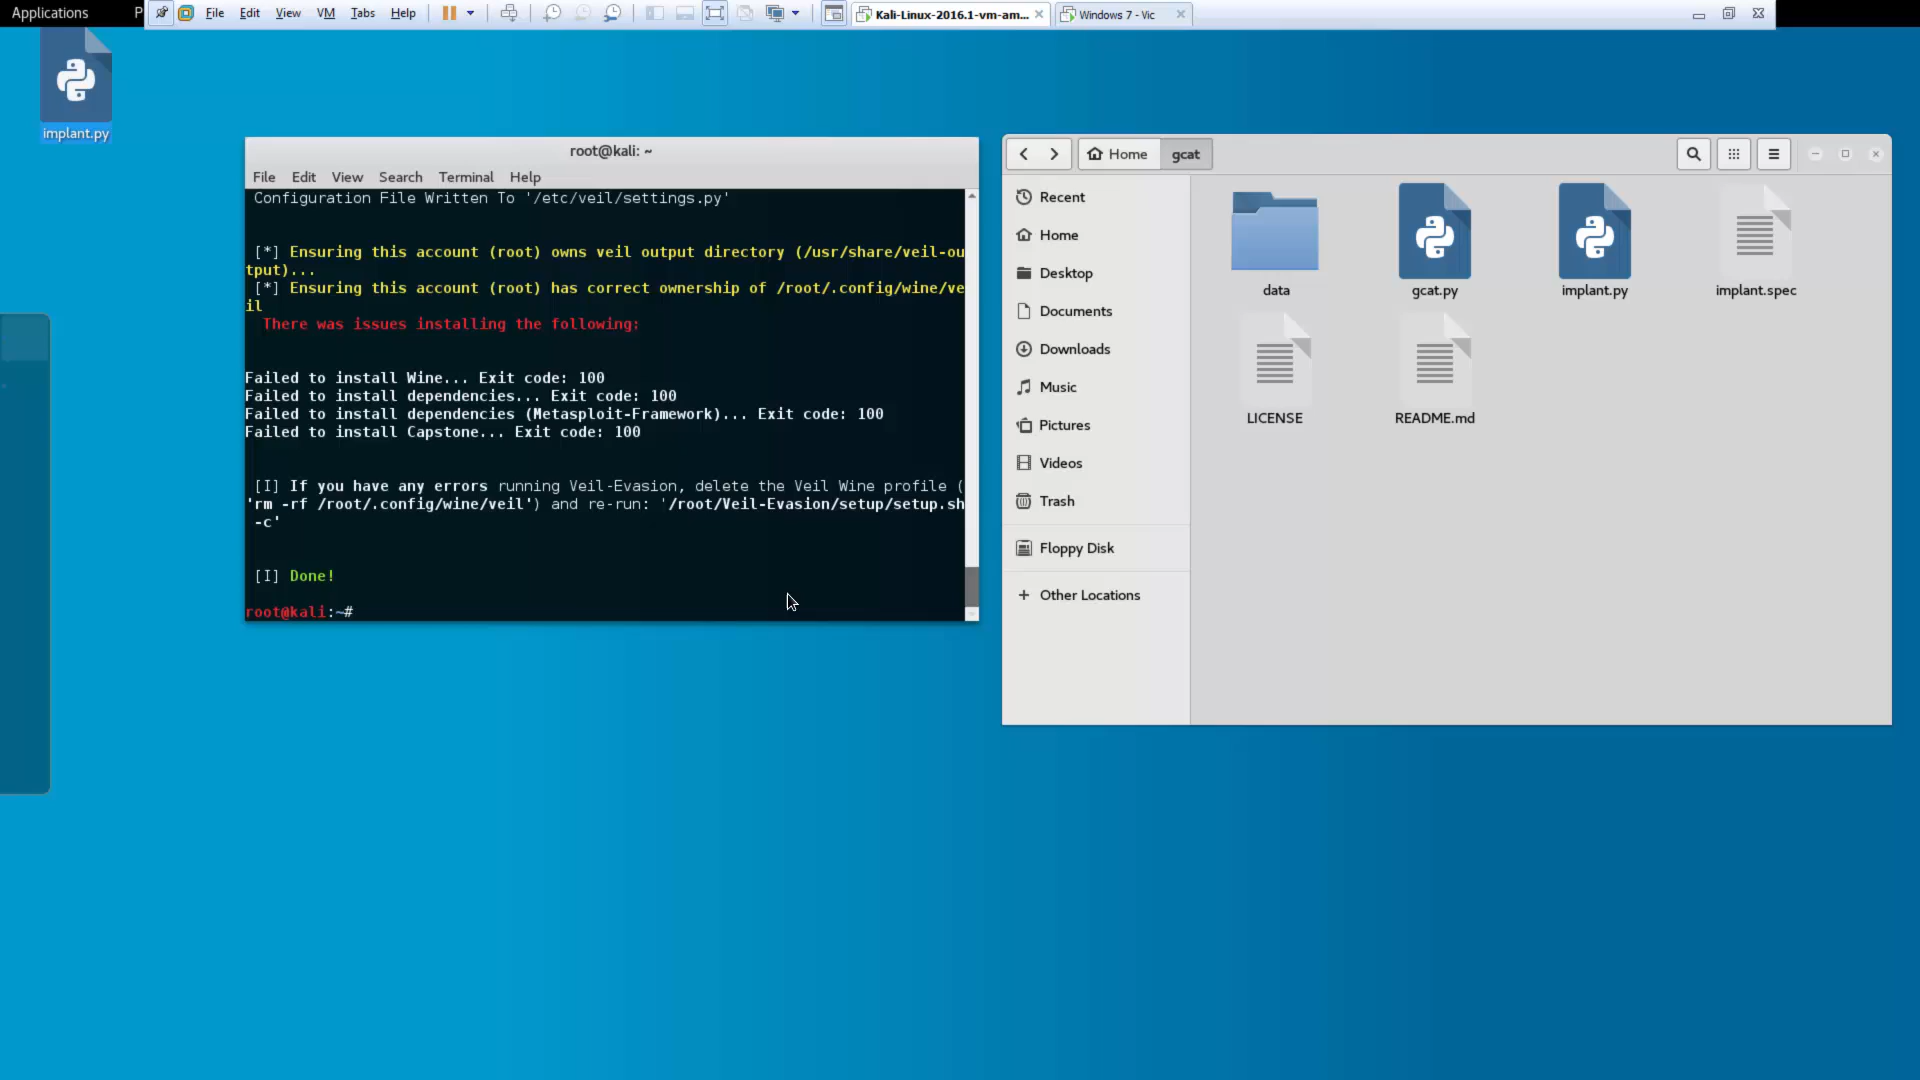 Applications
P
File Edit View VM Tabs Help
Kali-Linux-2016.1-vm-am...
Windows 7 - Vic
implant.py
root@kali: ~
File Edit View Search Terminal Help
Configuration File Written To '/etc/veil/settings.py'
[*] Ensuring this account (root) owns veil output directory (/usr/share/veil-ou
tput)...
[*] Ensuring this account (root) has correct ownership of /root/.config/wine/ve
il
There was issues installing the following:
Failed to install Wine... Exit code: 100
Failed to install dependencies... Exit code: 100
Failed to install dependencies (Metasploit-Framework)... Exit code: 100
Failed to install Capstone... Exit code: 100
[I] If you have any errors running Veil-Evasion, delete the Veil Wine profile (
'rm -rf /root/.config/wine/veil') and re-run: '/root/Veil-Evasion/setup/setup.sh
-c'
[I] Done!
root@kali:~#
Home
gcat
Recent
Home
Desktop
Documents
Downloads
Music
Pictures
Videos
Trash
Floppy Disk
Other Locations
data
gcat.py
implant.py
implant.spec
LICENSE
README.md